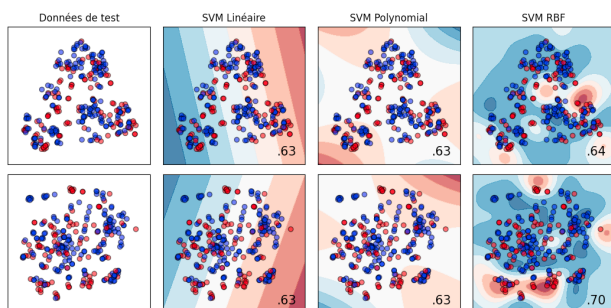 Données de test
SVM Linéaire
SVM Polynomial
SVM RBF
.63
.63
.64
.63
.63
.70